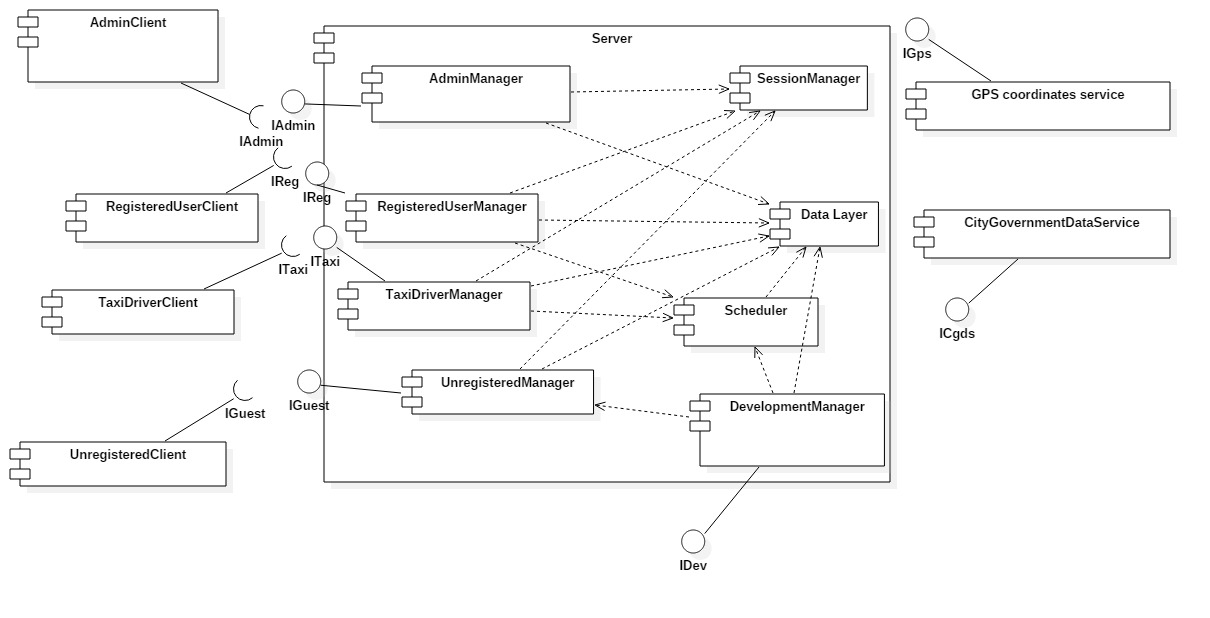 AdminClient
Server
IGps
AdminManager
SessionManager
GPS coordinates service
IAdmin
IAdmin
IReg
IReg
RegisteredUserClient
RegisteredUserManager
Data Layer
CityGovernmentDataService
ITaxi
ITaxi
TaxiDriverClient
TaxiDriverManager
Scheduler
ICgds
UnregisteredManager
IGuest
IGuest
DevelopmentManager
UnregisteredClient
IDev